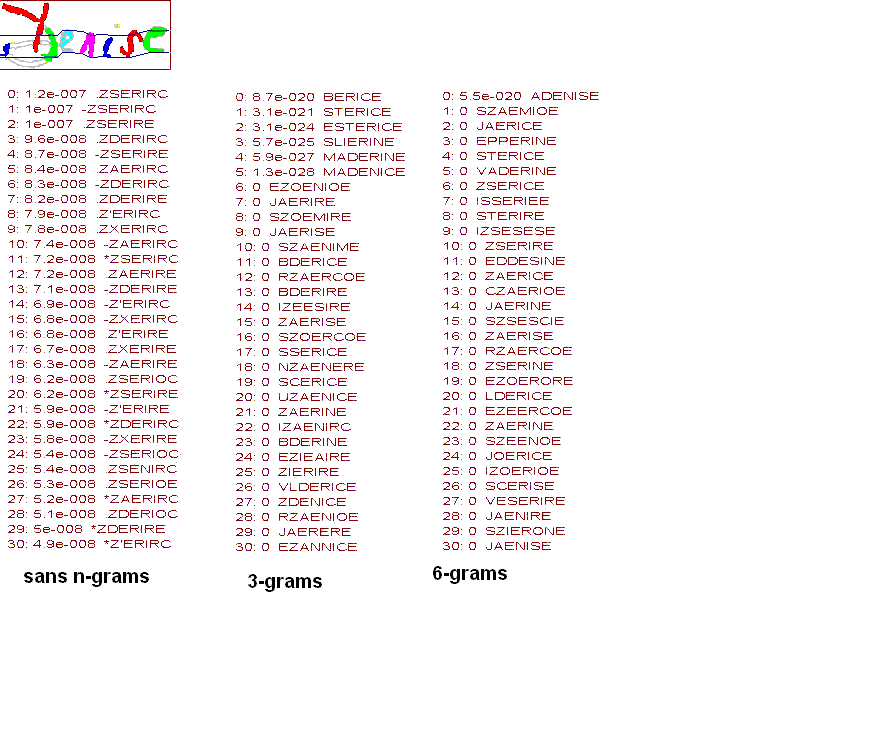 Denise
0: 1.2e-007 .ZSERIRC
1: 1e-007 -ZSERIRC
2: 1e-007 .ZSERIRE
3: 9.6e-008 .ZDERIRC
4: 8.7e-008 -ZSERIRE
5: 8.4e-008 .ZAERIRC
6: 8.3e-008 -ZDERIRC
7: 8.2e-008 .ZDERIRE
8: 7.9e-008 .Z'ERIRC
9: 7.8e-008 .ZXERIRC
10: 7.4e-008 -ZAERIRC
11: 7.2e-008 *ZSERIRC
12: 7.2e-008 .ZAERIRE
13: 7.1e-008 -ZDERIRE
14: 6.9e-008 -Z'ERIRC
15: 6.8e-008 -ZXERIRC
16: 6.8e-008 .Z'ERIRE
17: 6.7e-008 .ZXERIRE
18: 6.3e-008 -ZAERIRE
19: 6.2e-008 .ZSERIOC
20: 6.2e-008 *ZSERIRE
21: 5.9e-008 -Z'ERIRE
22: 5.9e-008 *ZDERIRC
23: 5.8e-008 -ZXERIRE
24: 5.4e-008 -ZSERIOC
25: 5.4e-008 .ZSENIRC
26: 5.3e-008 .ZSERIOE
27: 5.2e-008 *ZAERIRC
28: 5.1e-008 .ZDERIOC
29: 5e-008 *ZDERIRE
30: 4.9e-008 *Z'ERIRC
sans n-grams
0: 8.7e-020 BERICE
1: 3.1e-021 STERICE
2: 3.1e-024 ESTERICE
3: 5.7e-025 SLIERINE
4: 5.9e-027 MADERINE
5: 1.3e-028 MADENICE
6: 0 EZOENIOE
7: 0 JAERIRE
8: 0 SZOEMIRE
9: 0 JAERISE
10: 0 SZAENIME
11: 0 BDERICE
12: 0 RZAERCOE
13: 0 BDERIRE
14: 0 IZEESIRE
15: 0 ZAERISE
16: 0 SZOERCOE
17: 0 SSERICE
18: 0 NZAENERE
19: 0 SCERICE
20: 0 UZAENICE
21: 0 ZAERINE
22: 0 IZAENIRC
23: 0 BDERINE
24: 0 EZIEAIRE
25: 0 ZIERIRE
26: 0 VLDERICE
27: 0 ZDENICE
28: 0 RZAENIOE
29: 0 JAERERE
30: 0 EZANNICE
3-grams
0: 5.5e-020 ADENISE
1: 0 SZAEMIOE
2: 0 JAERICE
3: 0 EPPERINE
4: 0 STERICE
5: 0 VADERINE
6: 0 ZSERICE
7: 0 ISSERIEE
8: 0 STERIRE
9: 0 IZSESESE
10: 0 ZSERIRE
11: 0 EDDESINE
12: 0 ZAERICE
13: 0 CZAERIOE
14: 0 JAERINE
15: 0 SZSESCIE
16: 0 ZAERISE
17: 0 RZAERCOE
18: 0 ZSERINE
19: 0 EZOERORE
20: 0 LDERICE
21: 0 EZEERCOE
22: 0 ZAERINE
23: 0 SZEENOE
24: 0 JOERICE
25: 0 IZOERIOE
26: 0 SCERISE
27: 0 VESERIRE
28: 0 JAENIRE
29: 0 SZIERONE
30: 0 JAENISE
6-grams